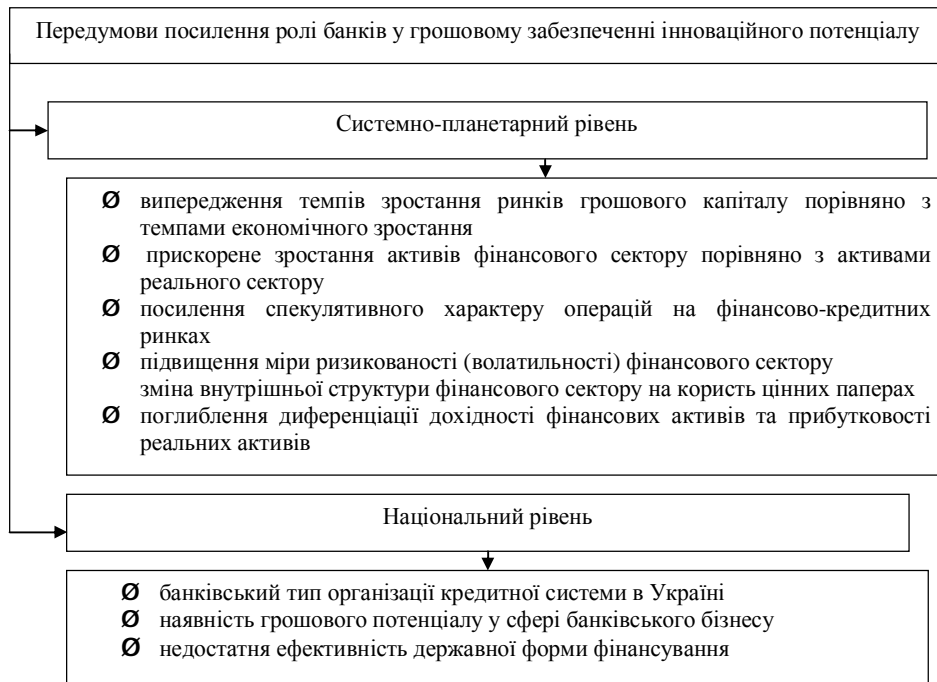 Передумови посилення ролі банків у грошовому забезпеченні інноваційного потенціалу
Системно-планетарний рівень
Ø випередження темпів зростання ринків грошового капіталу порівняно з
темпами економічного зростання
Ø прискорене зростання активів фінансового сектору порівняно з активами
реального сектору
Ø посилення спекулятивного характеру операцій на фінансово-кредитних
ринках
Ø підвищення міри ризикованості (волатильності) фінансового сектору
зміна внутрішньої структури фінансового сектору на користь цінних паперах
Ø поглиблення диференціації дохідності фінансових активів та прибутковості
реальних активів
Національний рівень
Ø банківський тип організації кредитної системи в Україні
Ø наявність грошового потенціалу у сфері банківського бізнесу
Ø недостатня ефективність державної форми фінансування